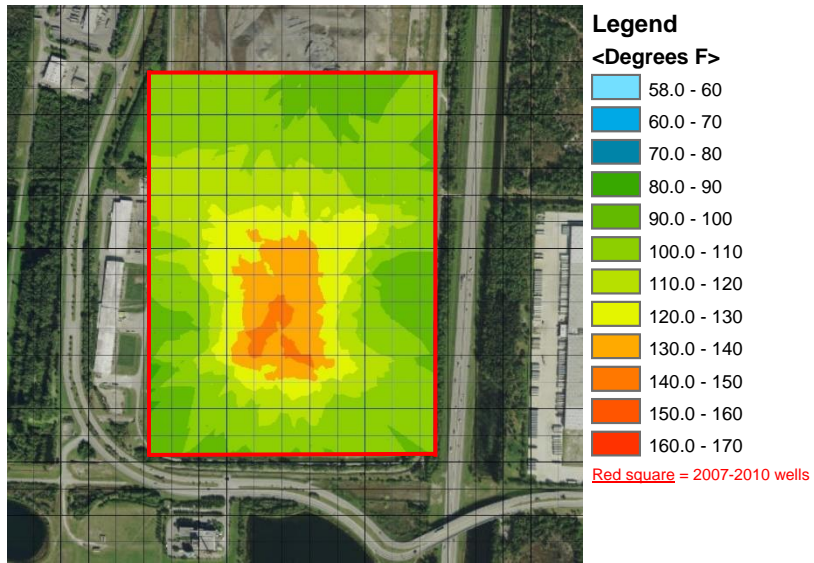 Legend
<Degrees F>
58.0 - 60
60.0 - 70
70.0 - 80
80.0 - 90
90.0 - 100
100.0 - 110
110.0 - 120
120.0 - 130
130.0 - 140
140.0 - 150
150.0 - 160
160.0 - 170
Red square = 2007-2010 wells